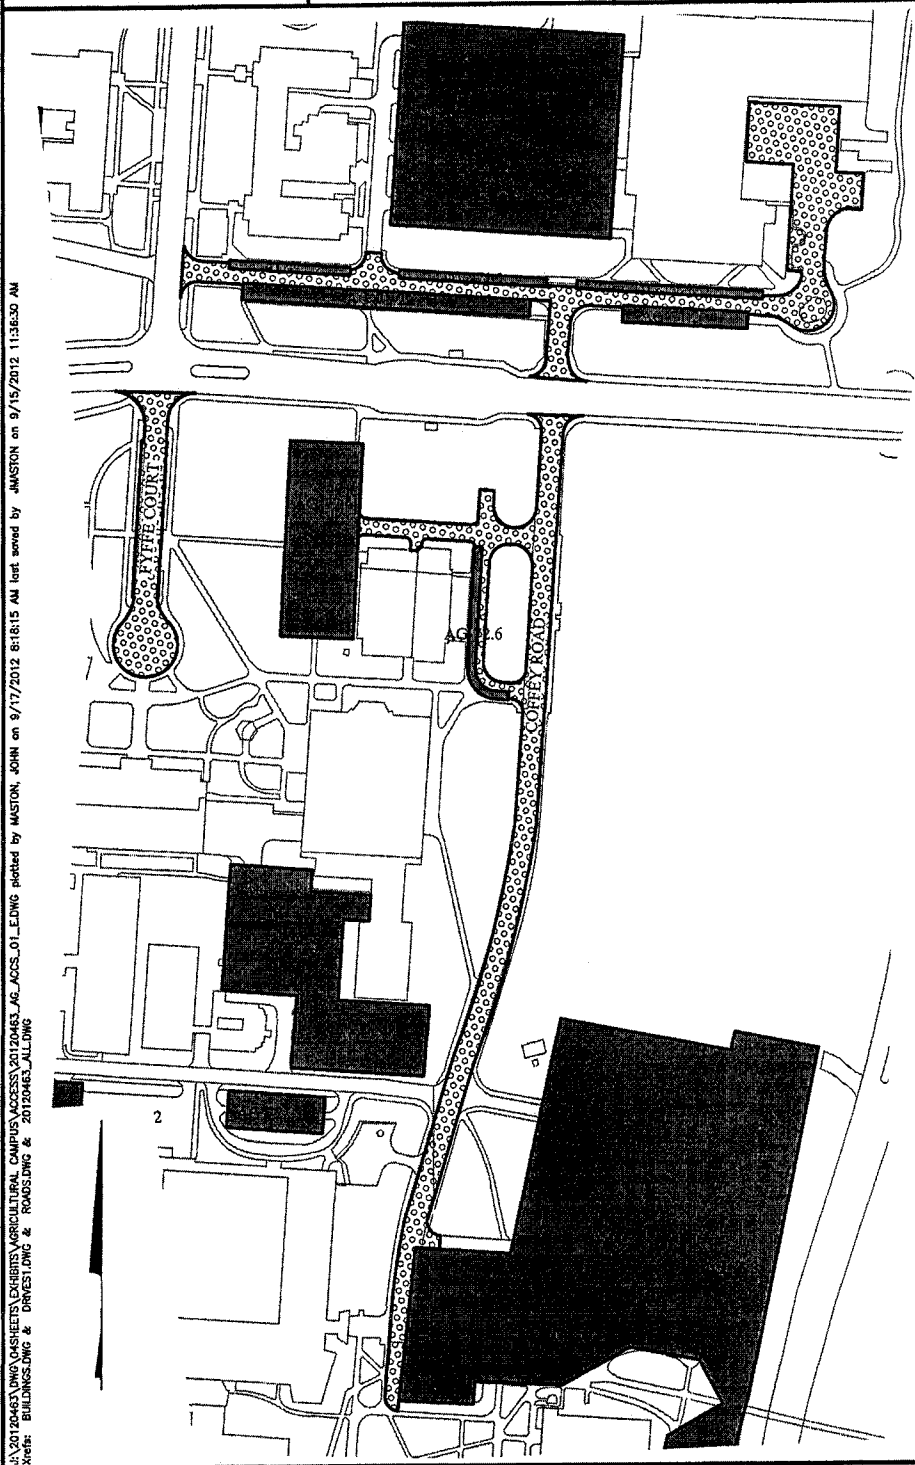 J:\20120463\DWG\04SHEETS\EXHIBITS\AGRICULTURAL CAMPUS\ACCESS\20120463_AG_ACCS_01_E.DWG plotted by MASTON, JOHN on 9/17/2012 8:18:15 AM last saved by JMASTON on 9/15/2012 11:36:30 AM
Xrefs: BUILDINGS.DWG & DRIVES1.DWG & ROADS.DWG & 20120463_ALL.DWG
FYFFE COURT
COFFEY ROAD
2